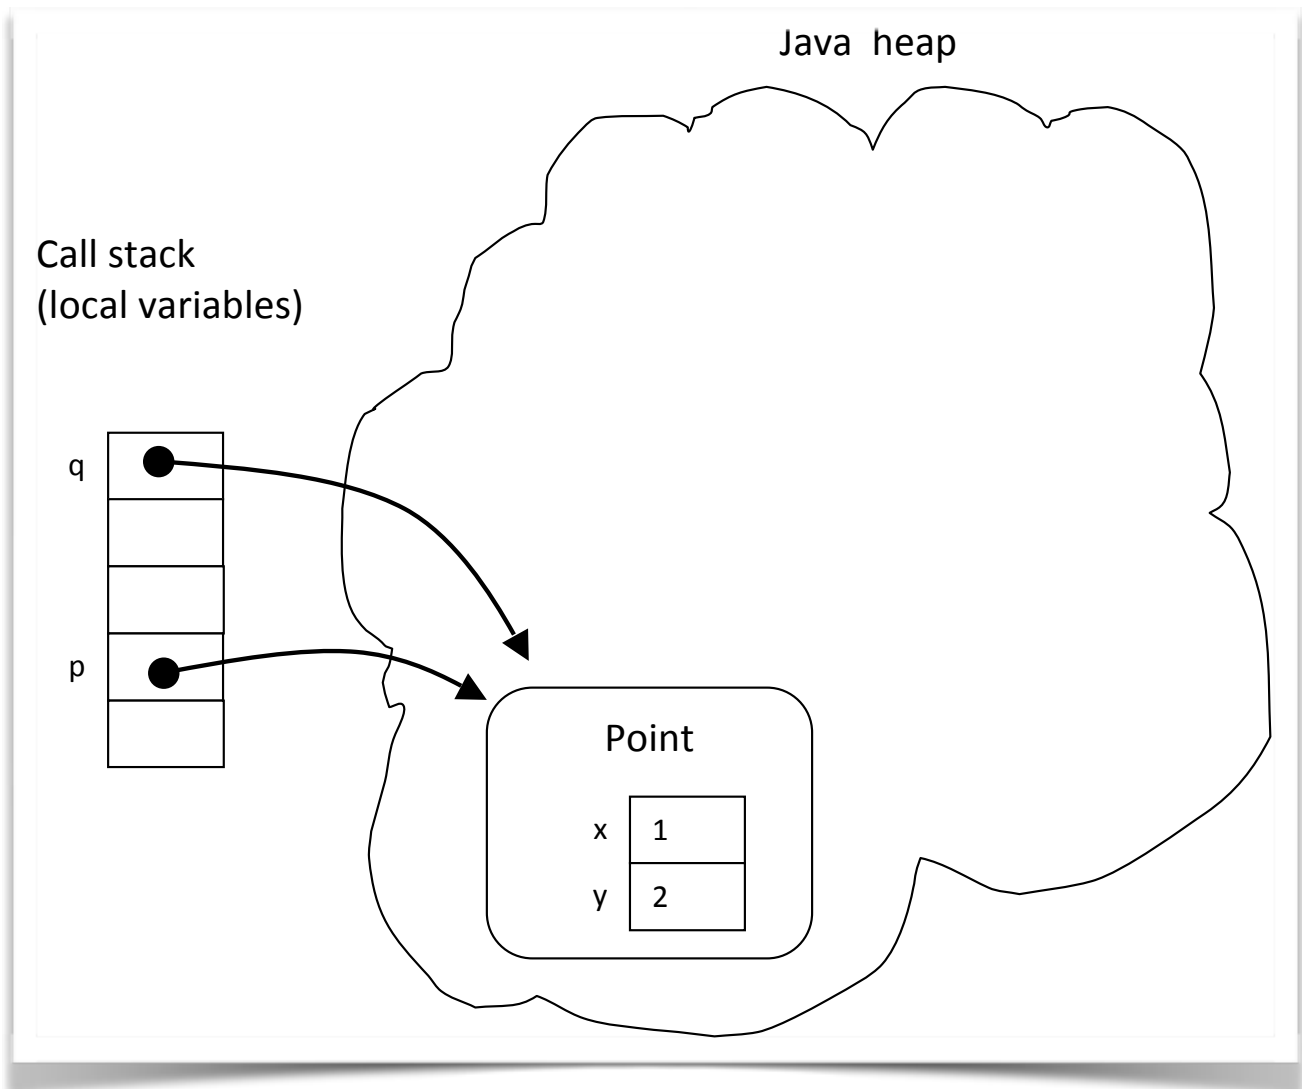 Java heap
Call stack
(local variables)
q
p
Point
x 1
y 2